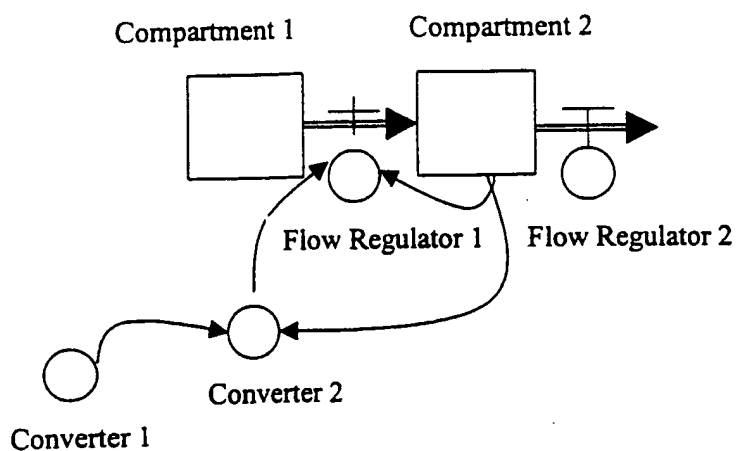 Compartment 1
Compartment 2
Flow Regulator 1
Flow Regulator 2
Converter 2
Converter 1